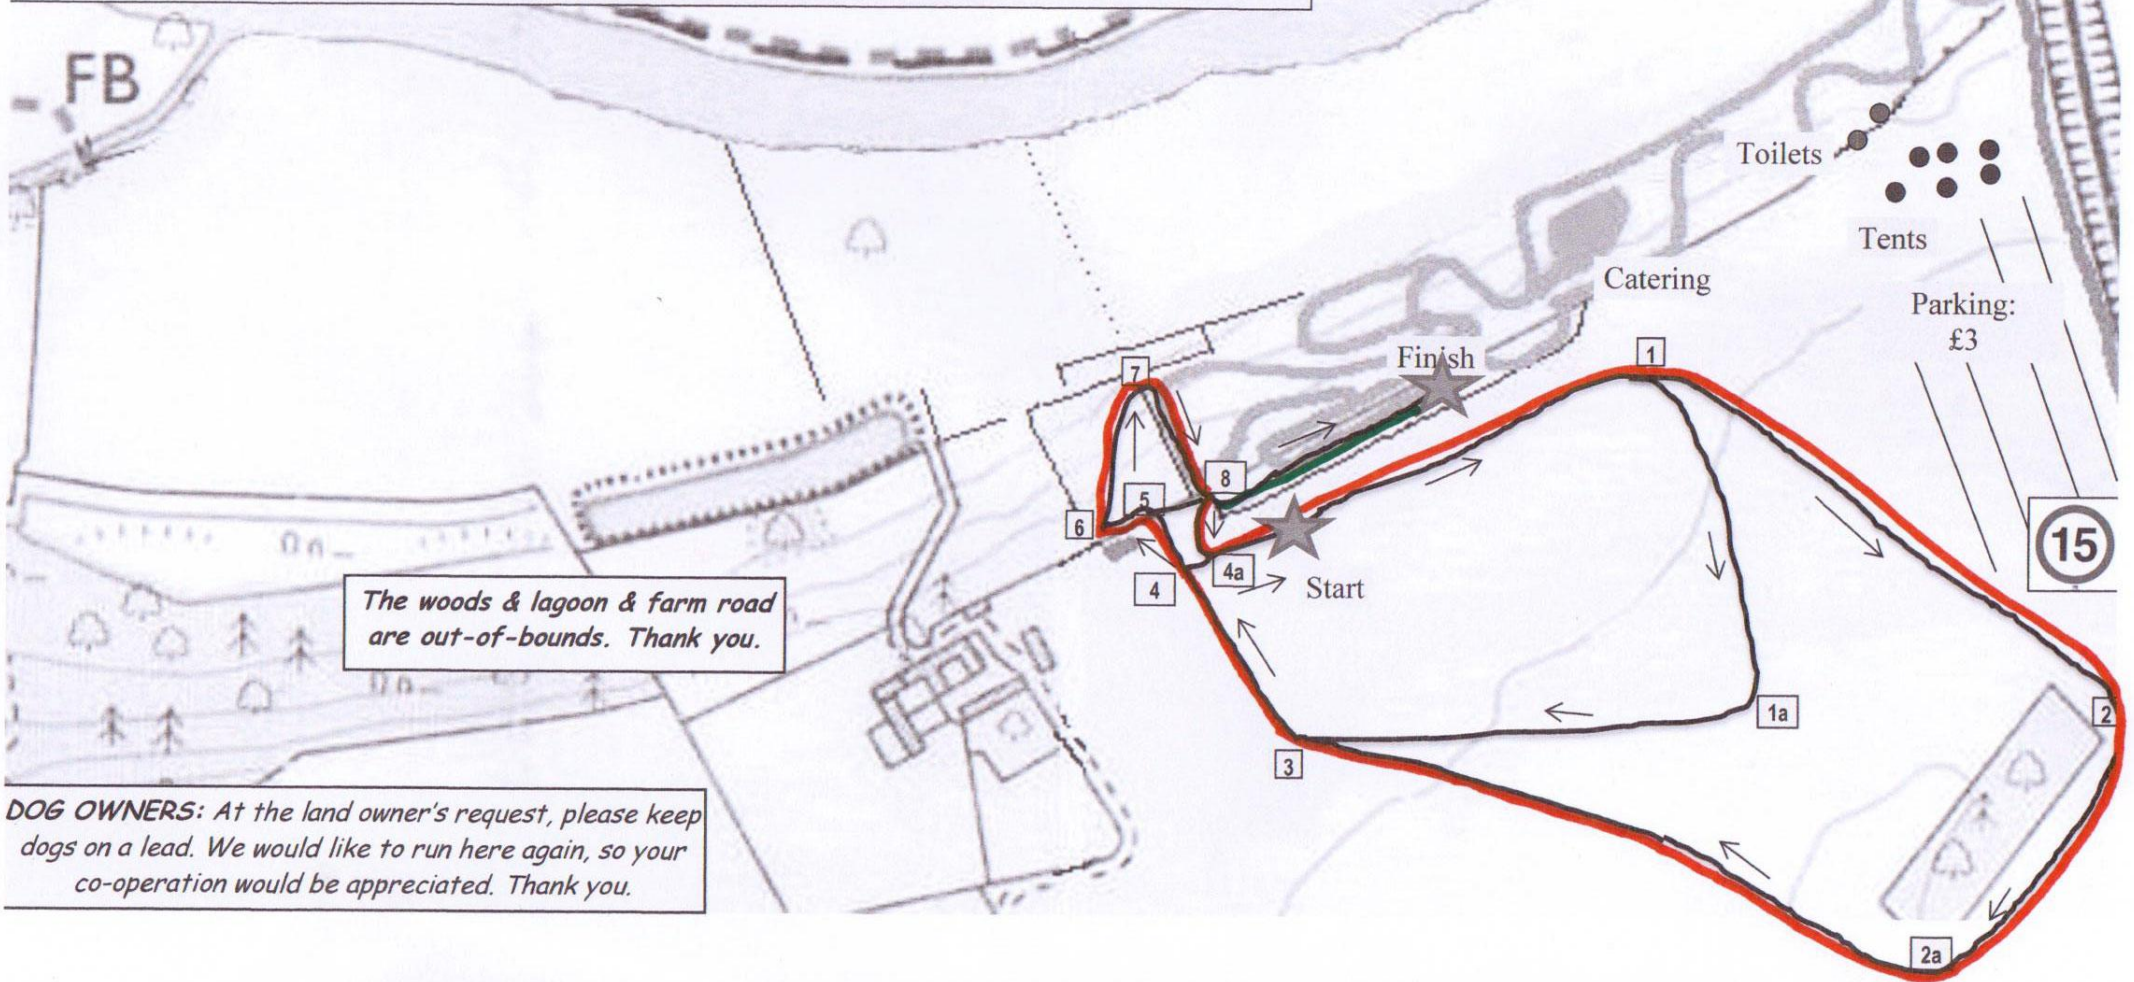 FB
Toilets
Tents
Catering
Parking:
£3
Finish
1
7
8
5
6
15
4a
4
Start
The woods & lagoon & farm road
are out-of-bounds. Thank you.
1a
2
3
DOG OWNERS: At the land owner's request, please keep
dogs on a lead. We would like to run here again, so your
co-operation would be appreciated. Thank you.
2a